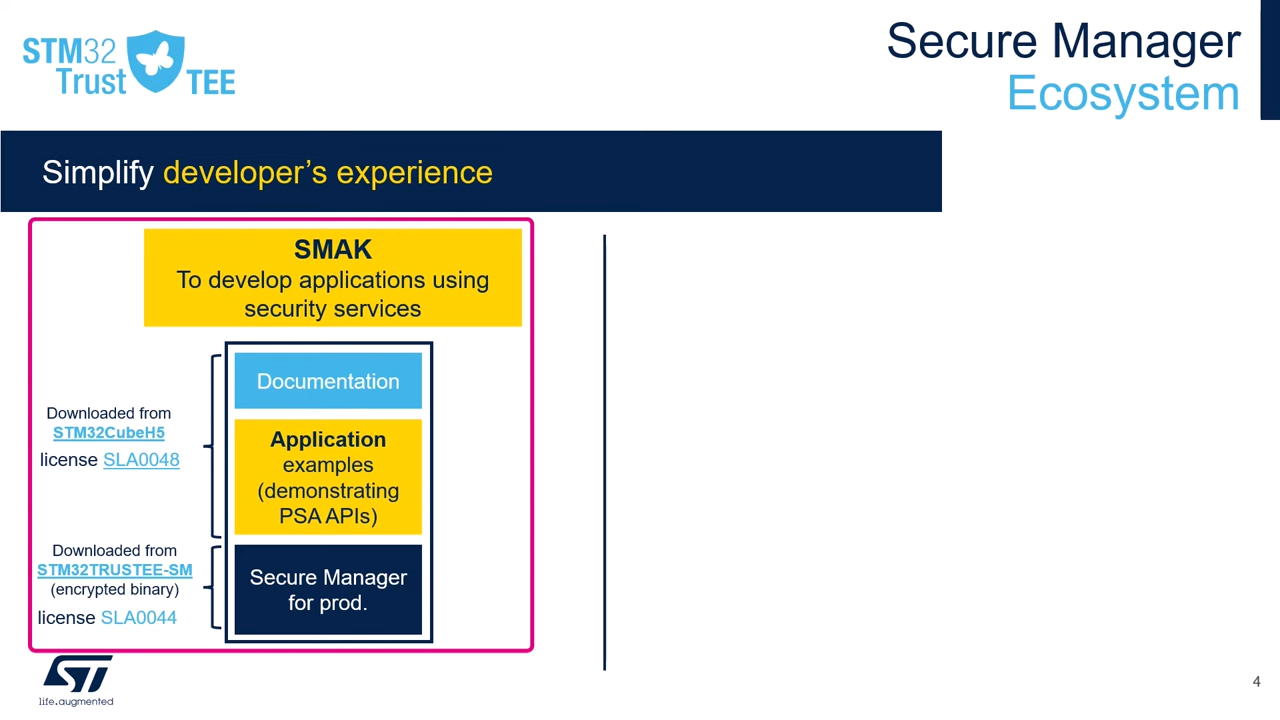 STM32
Trust
TEE
Secure Manager
Ecosystem
Simplify developer's experience
SMAK
To develop applications using
security services
Documentation
Downloaded from
STM32CubeH5
license SLA0048
Application
examples
(demonstrating
PSA APIs)
Downloaded from
STM32TRUSTEE-SM
(encrypted binary)
license SLA0044
Secure Manager
for prod.
ST
life.augmented
4